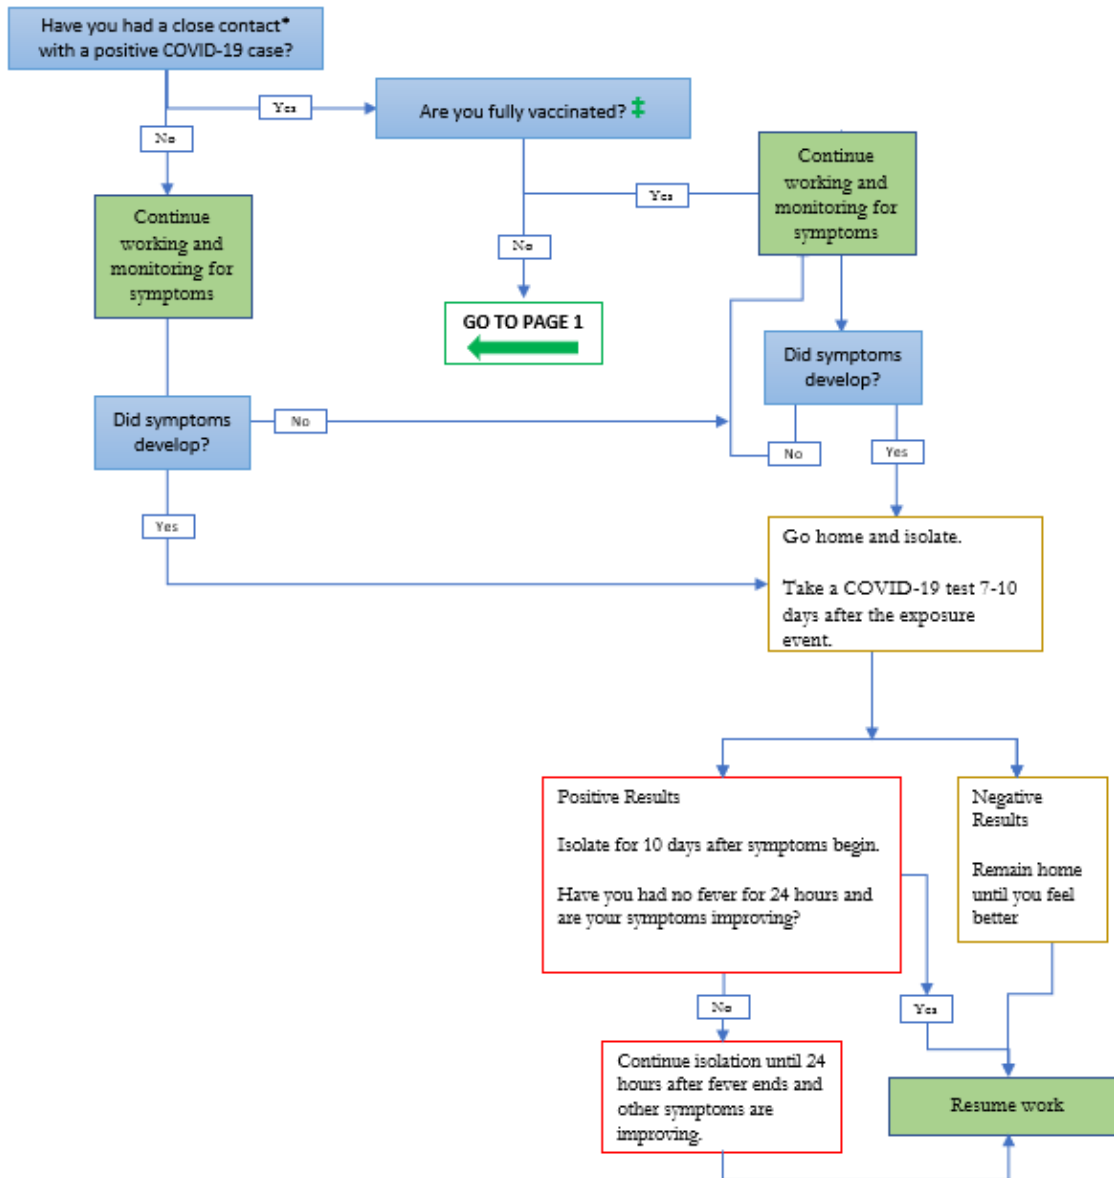 Have you had a close contact*
with a positive COVID-19 case?
Yes
Are you fully vaccinated? ‡
No
Continue
working and
monitoring for
symptoms
Yes
Continue
working and
monitoring for
symptoms
No
GO TO PAGE 1
Did symptoms
develop?
Did symptoms
develop?
No
No
Yes
Yes
Go home and isolate.
Take a COVID-19 test 7-10
days after the exposure
event.
Positive Results
Isolate for 10 days after symptoms begin.
Have you had no fever for 24 hours and
are your symptoms improving?
Negative
Results
Remain home
until you feel
better
No
Yes
Continue isolation until 24
hours after fever ends and
other symptoms are
improving.
Resume work